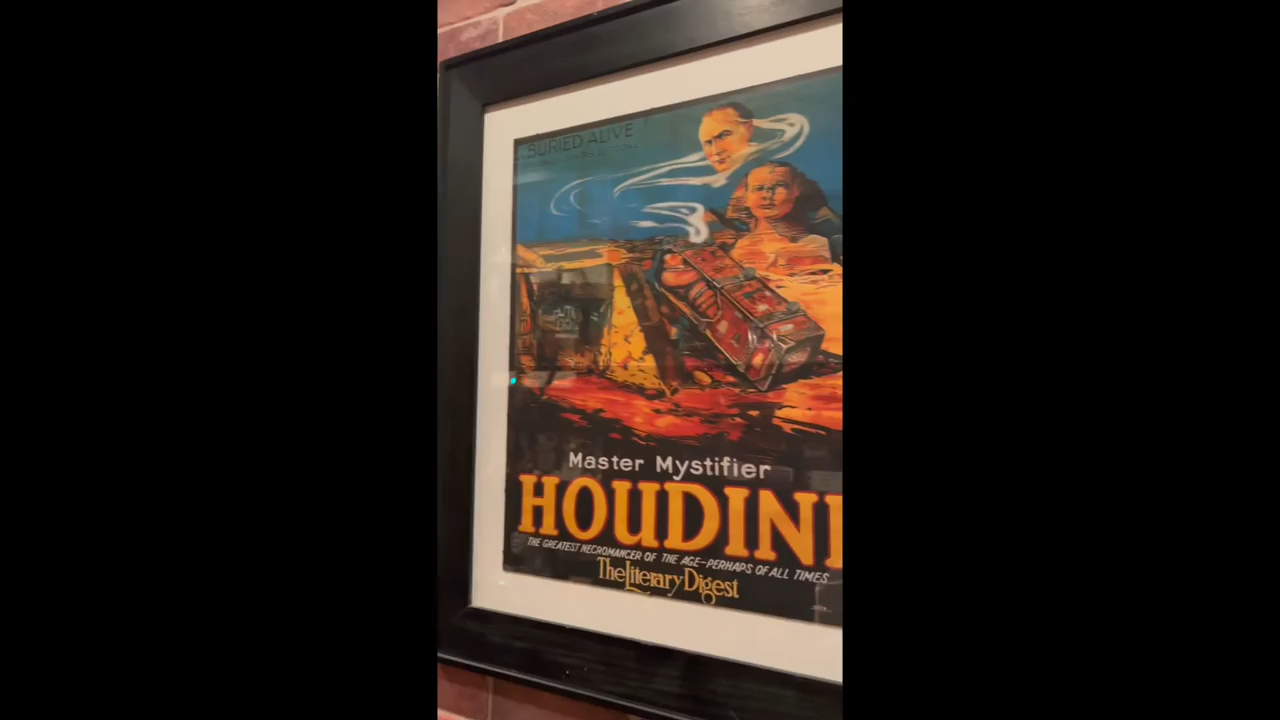 BURIED ALIVE
Master Mystifier
HOUDINI
THE GREATEST NECROMANCER OF THE AGE-PERHAPS OF ALL TIMES
The Literary Digest